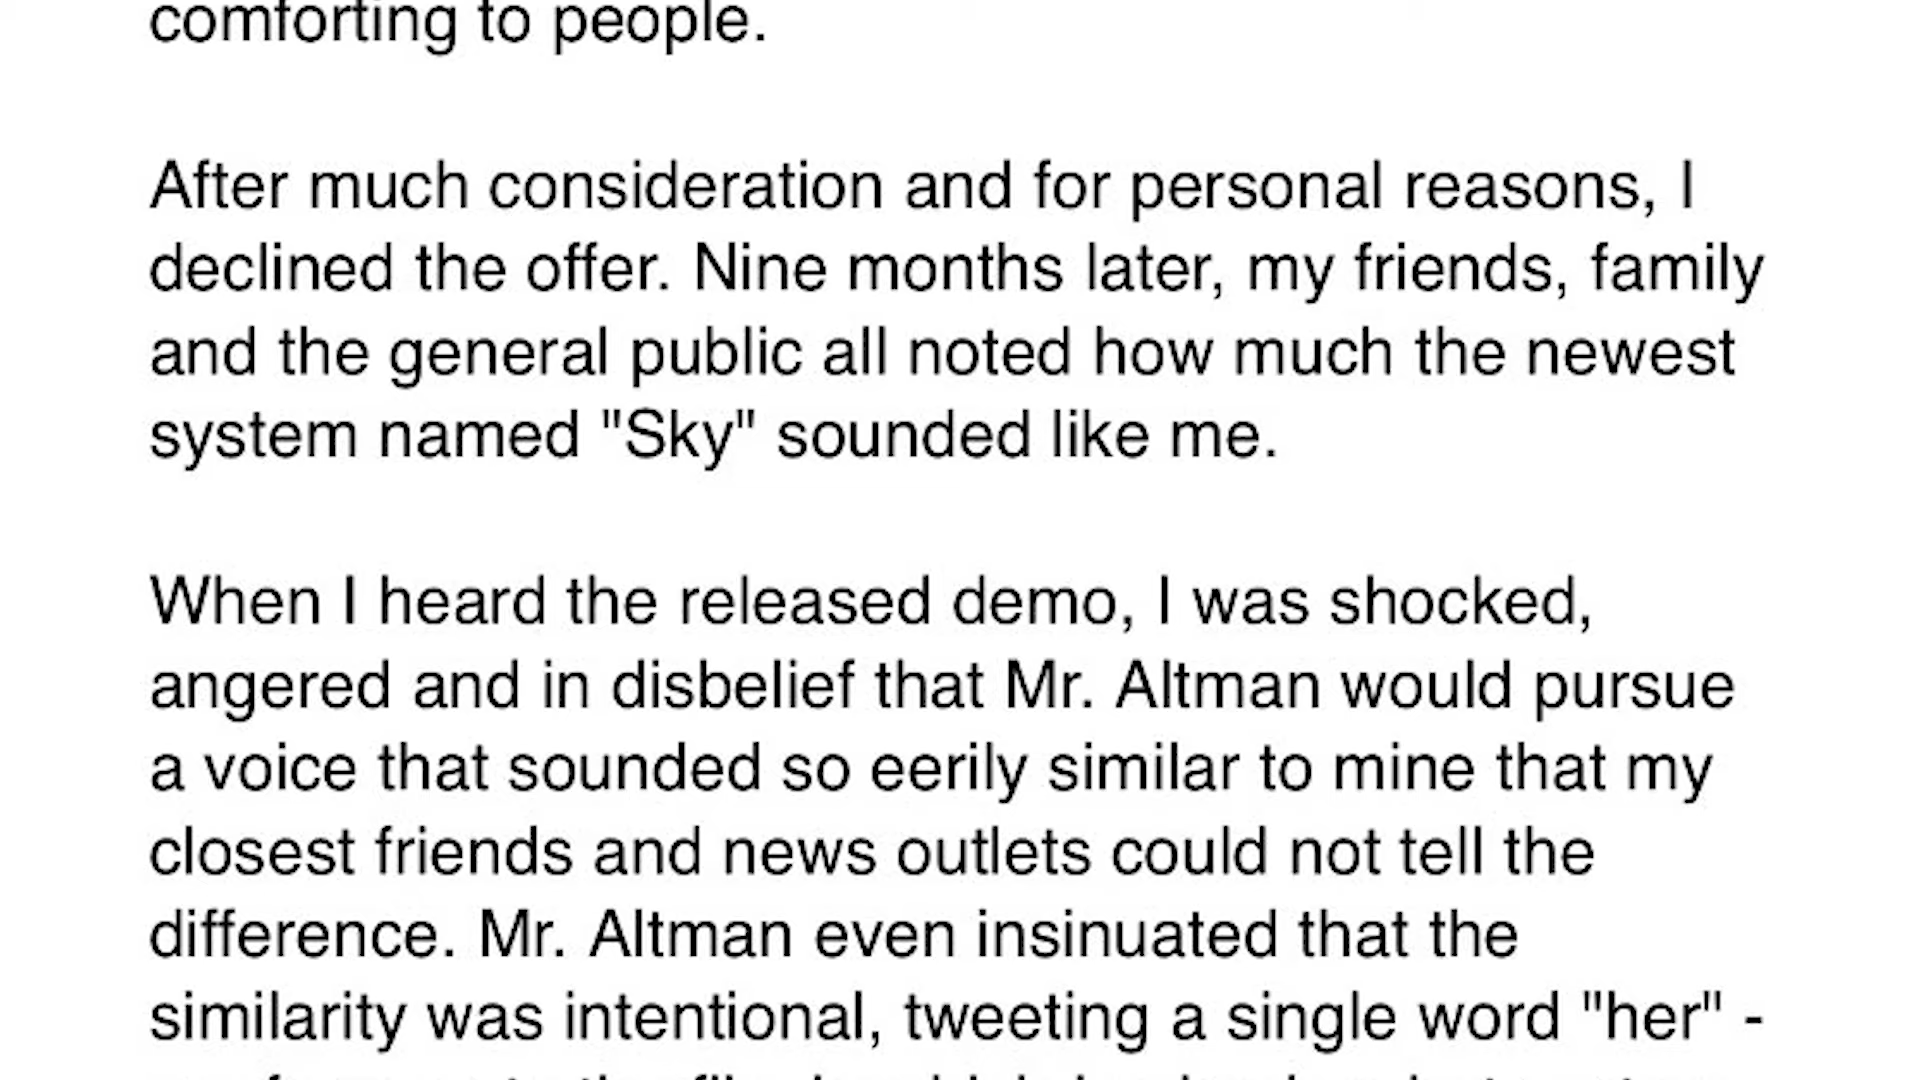 comforting to people.
After much consideration and for personal reasons, I
declined the offer. Nine months later, my friends, family
and the general public all noted how much the newest
system named "Sky" sounded like me.
When I heard the released demo, I was shocked,
angered and in disbelief that Mr. Altman would pursue
a voice that sounded so eerily similar to mine that my
closest friends and news outlets could not tell the
difference. Mr. Altman even insinuated that the
similarity was intentional, tweeting a single word "her" -